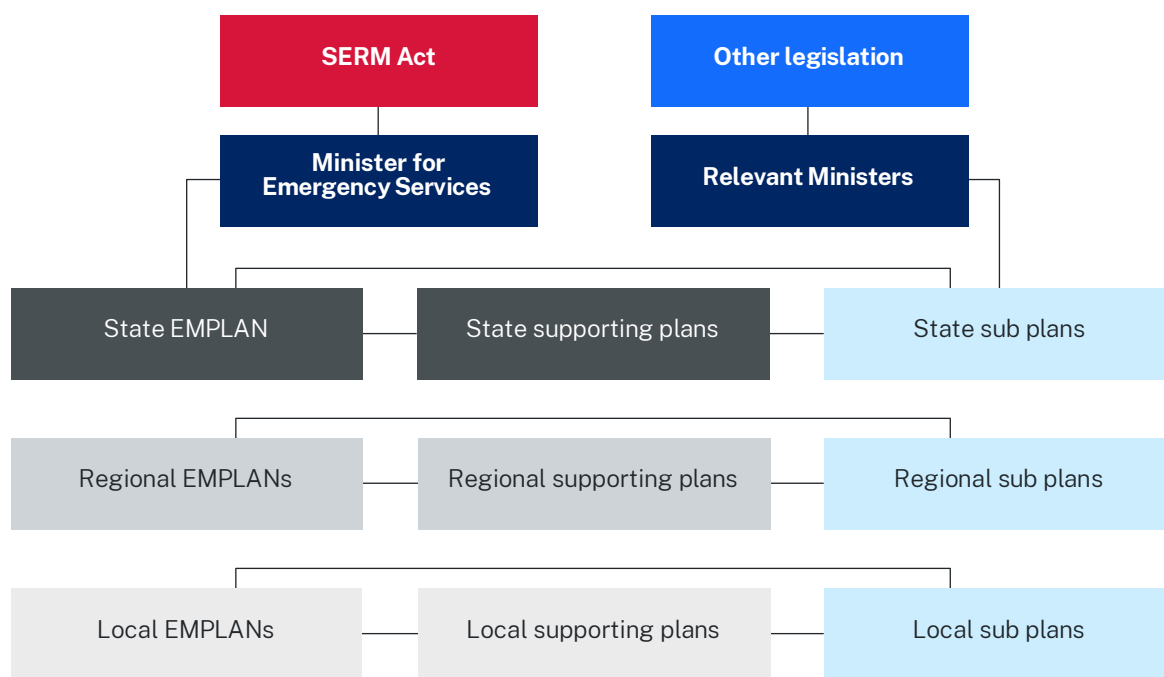 SERM Act
Other legislation
Minister for
Emergency Services
Relevant Ministers
State EMPLAN
State supporting plans
State sub plans
Regional EMPLANs
Regional supporting plans
Regional sub plans
Local EMPLANs
Local supporting plans
Local sub plans